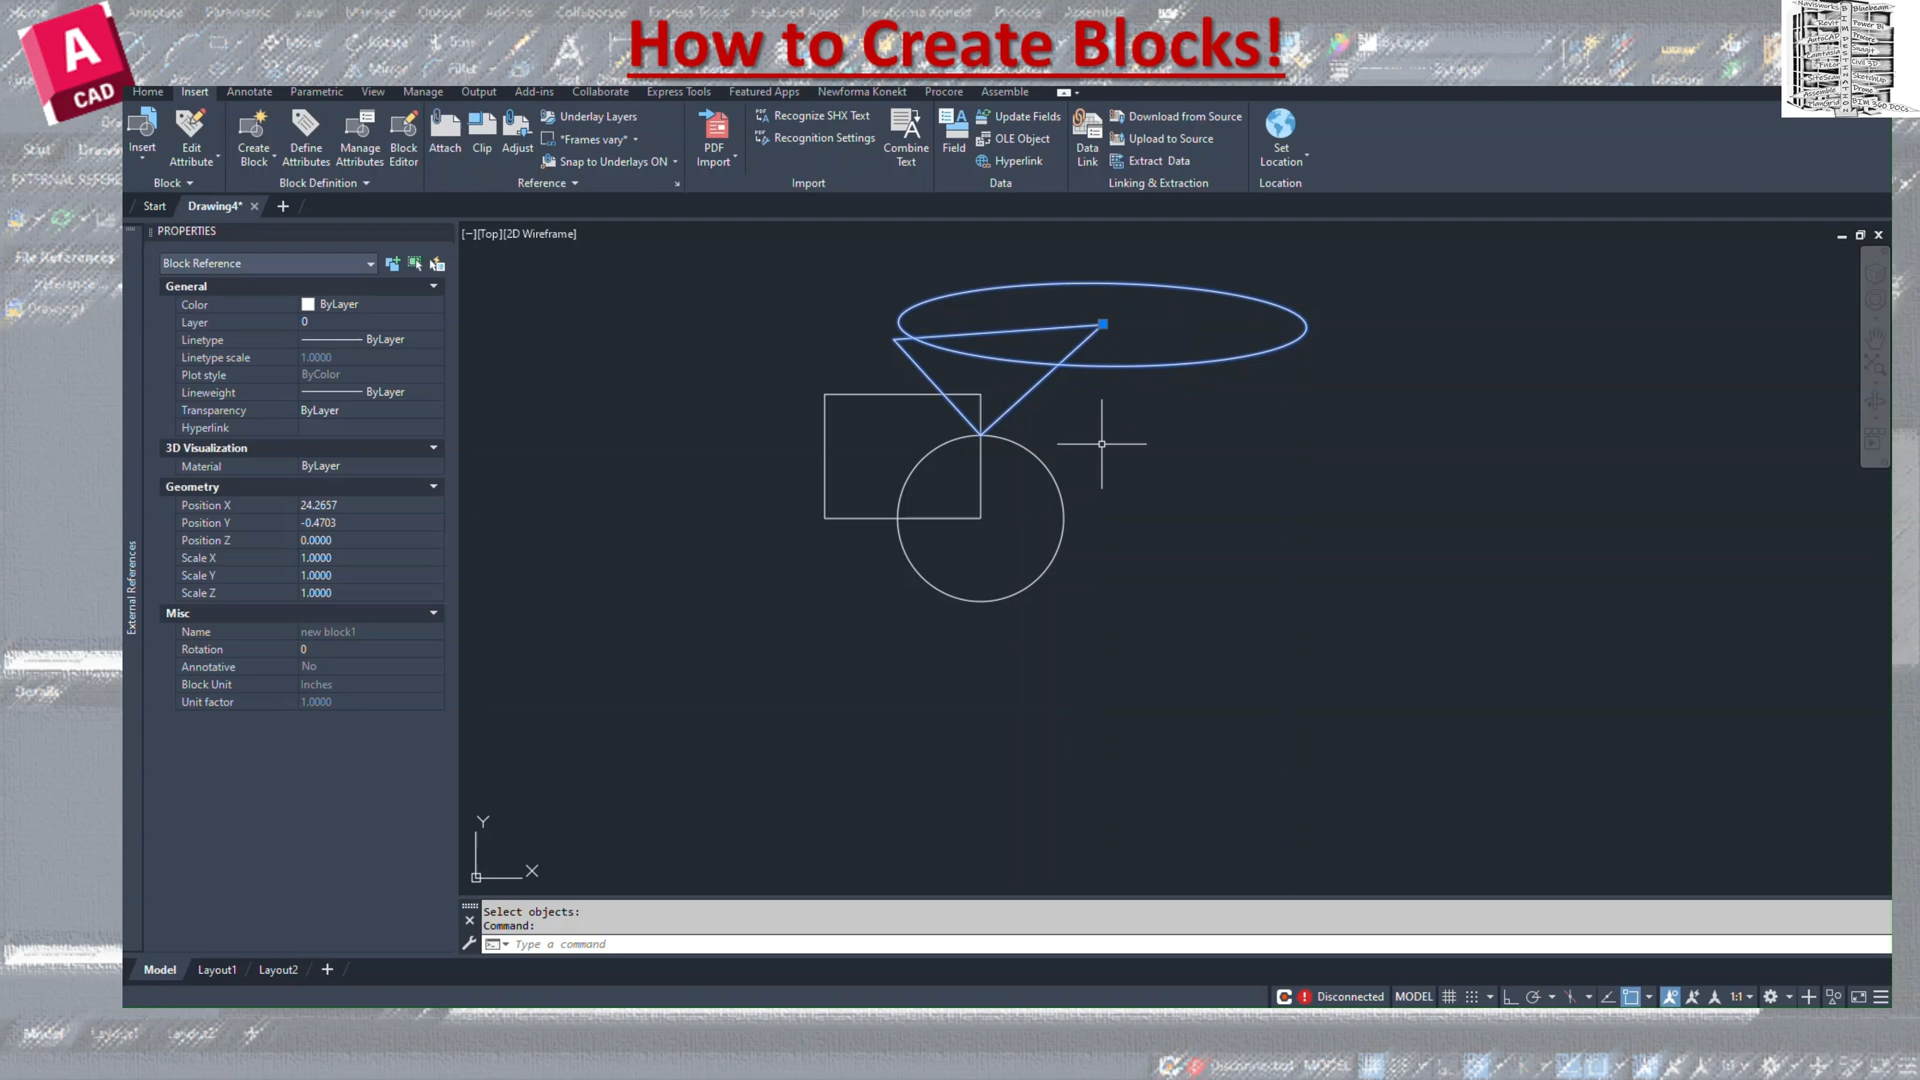 How to Create Blocks!
A
CAD
Home Insert Annotate Parametric View Manage Output Add-ins Collaborate Express Tools Featured Apps Newforma Konekt Procore Assemble
Insert
Edit Attribute
Create Block
Define Attributes
Manage Attributes
Block Editor
Attach
Clip
Adjust
Underlay Layers
*Frames vary*
Snap to Underlays ON
PDF Import
Recognize SHX Text
Recognition Settings
Combine Text
Field
Update Fields
OLE Object
Hyperlink
Data Link
Download from Source
Upload to Source
Extract Data
Set Location
Block
Block Definition
Reference
Import
Data
Linking & Extraction
Location
Start
Drawing4*
PROPERTIES
[−][Top][2D Wireframe]
Block Reference
General
Color ByLayer
Layer 0
Linetype ByLayer
Linetype scale 1.0000
Plot style ByColor
Lineweight ByLayer
Transparency ByLayer
Hyperlink
3D Visualization
Material ByLayer
Geometry
Position X 24.2657
Position Y -0.4703
Position Z 0.0000
Scale X 1.0000
Scale Y 1.0000
Scale Z 1.0000
Misc
Name new block1
Rotation 0
Annotative No
Block Unit Inches
Unit factor 1.0000
External References
Y
X
Select objects:
Command:
Type a command
Model Layout1 Layout2
Disconnected MODEL 1:1